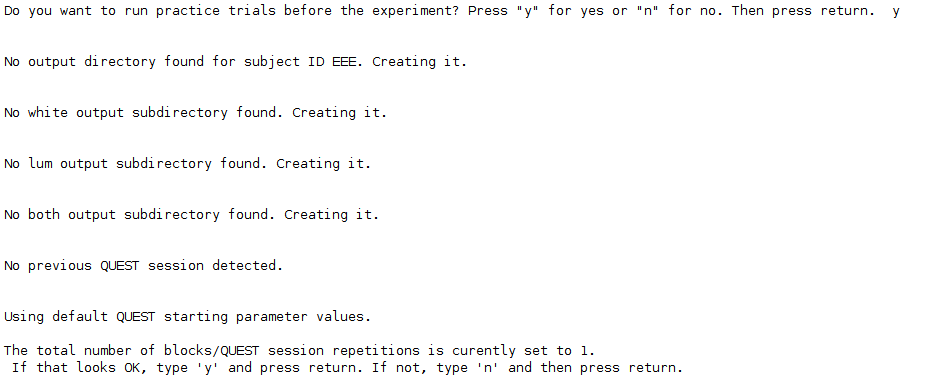 Do you want to run practice trials before the experiment? Press "y" for yes or "n" for no. Then press return.  y
No output directory found for subject ID EEE. Creating it.
No white output subdirectory found. Creating it.
No lum output subdirectory found. Creating it.
No both output subdirectory found. Creating it.
No previous QUEST session detected.
Using default QUEST starting parameter values.
The total number of blocks/QUEST session repetitions is curently set to 1.
If that looks OK, type 'y' and press return. If not, type 'n' and then press return.